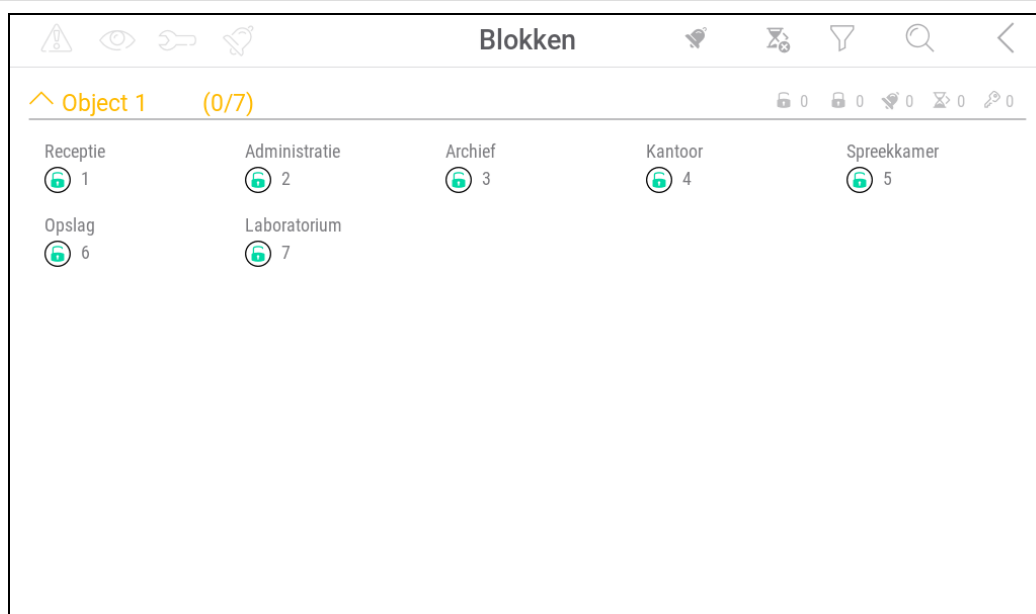 Blokken
Object 1 (0/7) 0 0 0 0 0
Receptie Administratie Archief Kantoor Spreekkamer
1 2 3 4 5
Opslag Laboratorium
6 7